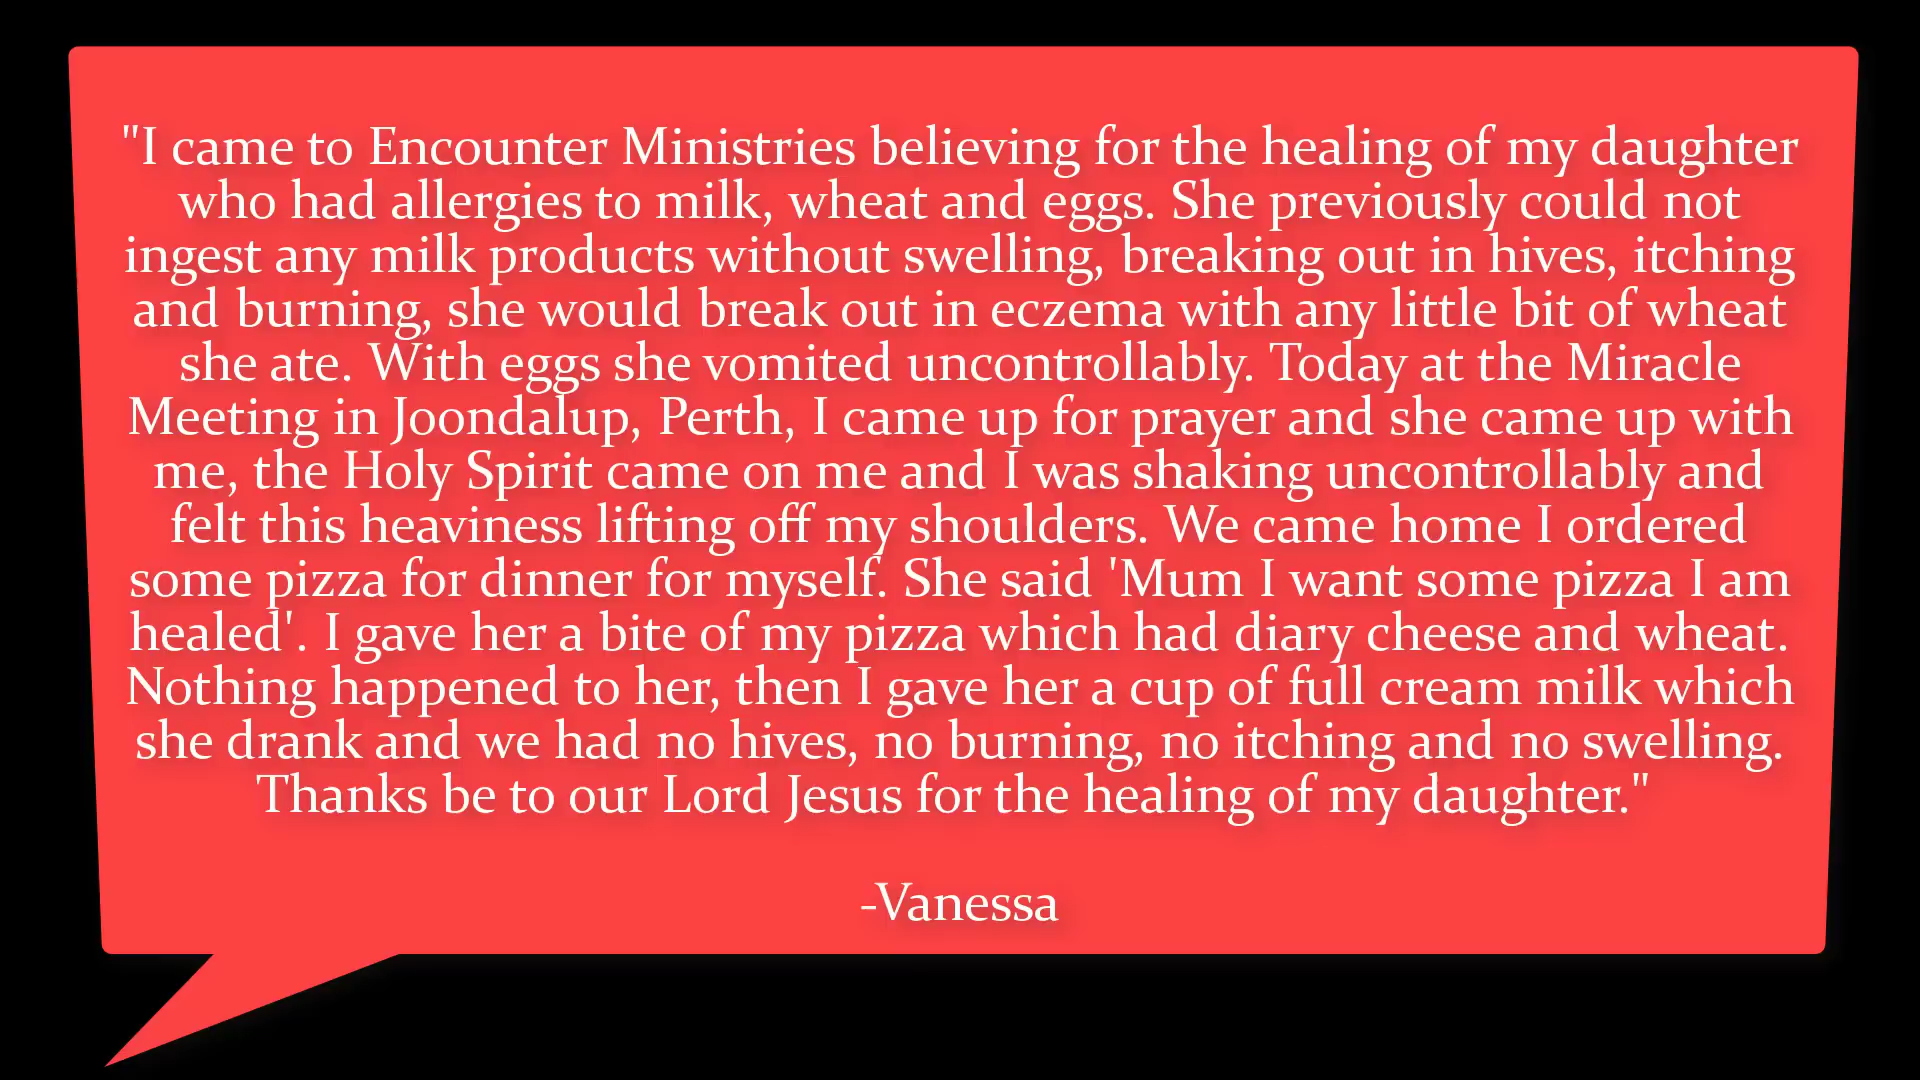 "I came to Encounter Ministries believing for the healing of my daughter
who had allergies to milk, wheat and eggs. She previously could not
ingest any milk products without swelling, breaking out in hives, itching
and burning, she would break out in eczema with any little bit of wheat
she ate. With eggs she vomited uncontrollably. Today at the Miracle
Meeting in Joondalup, Perth, I came up for prayer and she came up with
me, the Holy Spirit came on me and I was shaking uncontrollably and
felt this heaviness lifting off my shoulders. We came home I ordered
some pizza for dinner for myself. She said 'Mum I want some pizza I am
healed'. I gave her a bite of my pizza which had diary cheese and wheat.
Nothing happened to her, then I gave her a cup of full cream milk which
she drank and we had no hives, no burning, no itching and no swelling.
Thanks be to our Lord Jesus for the healing of my daughter."
-Vanessa